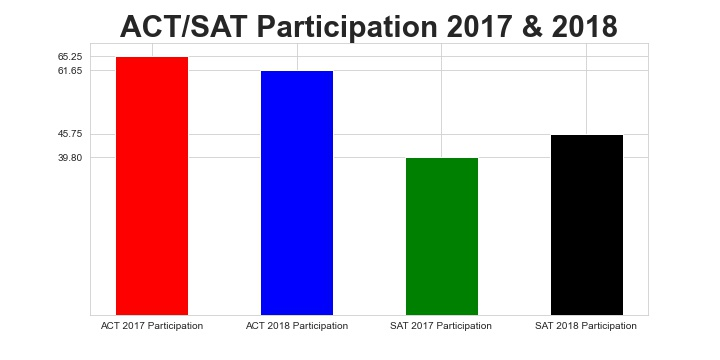 ACT/SAT Participation 2017 & 2018
65.25
61.65
45.75
39.80
ACT 2017 Participation
ACT 2018 Participation
SAT 2017 Participation
SAT 2018 Participation